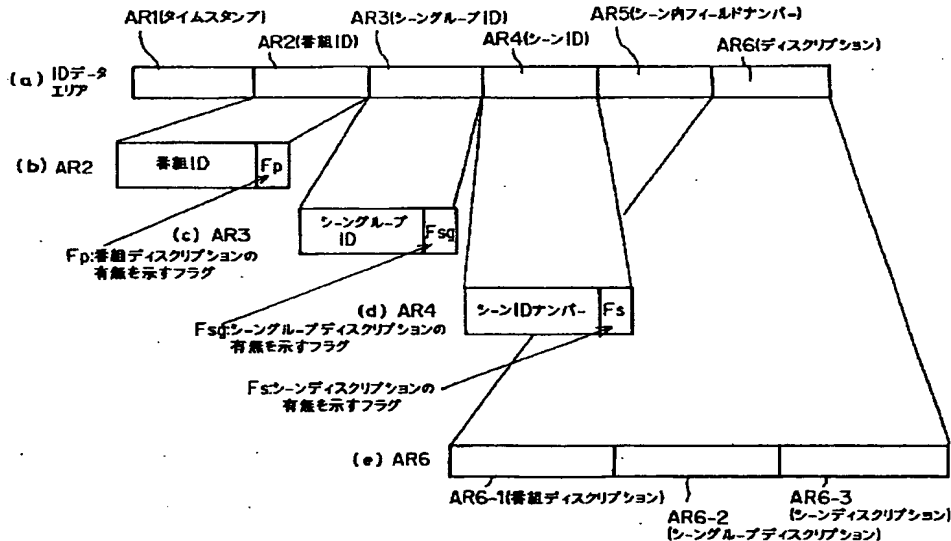 AR1(タイムスタンプ)
AR2(番組ID)
AR3(シーングループID)
AR4(シーンID)
AR5(シーン内フィールドナンバー)
AR6(ディスクリプション)
(a) IDデータ
エリア
(b) AR2
番組ID Fp
(c) AR3
シーングループ
ID
Fsg
Fp:番組ディスクリプションの
有無を示すフラグ
(d) AR4
シーンIDナンバー Fs
Fsg:シーングループディスクリプションの
有無を示すフラグ
Fs:シーンディスクリプションの
有無を示すフラグ
(e) AR6
AR6-1(番組ディスクリプション)
AR6-2
(シーングループディスクリプション)
AR6-3
(シーンディスクリプション)